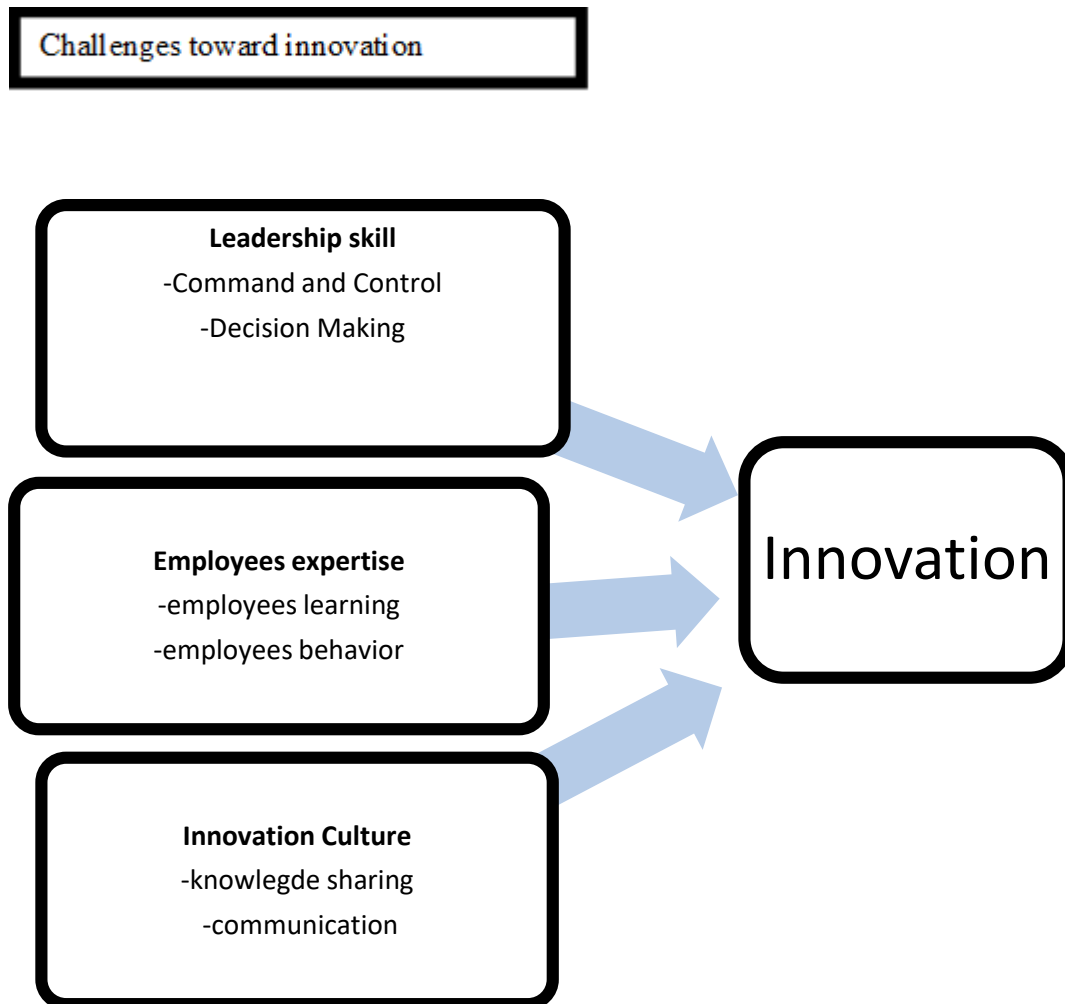 Challenges toward innovation
Leadership skill
-Command and Control
-Decision Making
Employees expertise
-employees learning
-employees behavior
Innovation
Innovation Culture
-knowlegde sharing
-communication